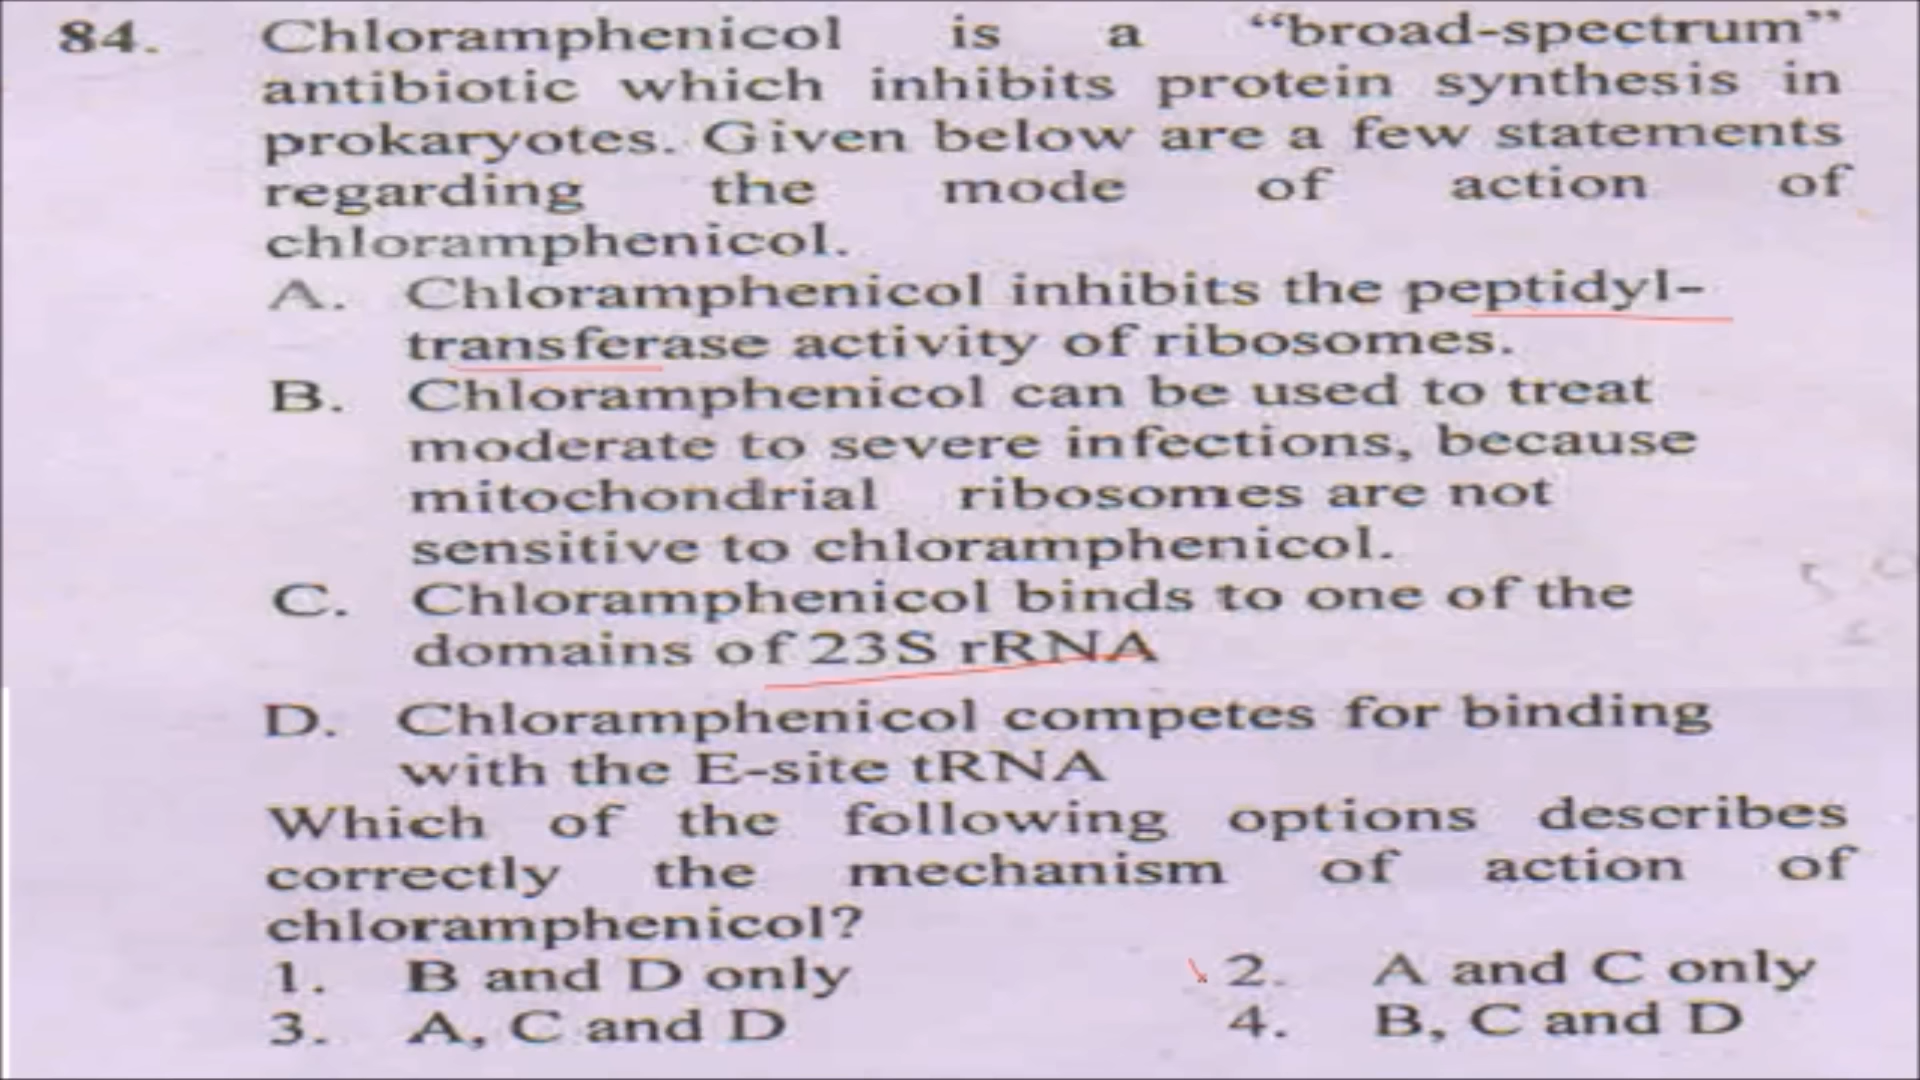 84. Chloramphenicol is a “broad-spectrum”
antibiotic which inhibits protein synthesis in
prokaryotes. Given below are a few statements
regarding the mode of action of
chloramphenicol.
A. Chloramphenicol inhibits the peptidyl-
transferase activity of ribosomes.
B. Chloramphenicol can be used to treat
moderate to severe infections, because
mitochondrial ribosomes are not
sensitive to chloramphenicol.
C. Chloramphenicol binds to one of the
domains of 23S rRNA
D. Chloramphenicol competes for binding
with the E-site tRNA
Which of the following options describes
correctly the mechanism of action of
chloramphenicol?
1. B and D only 2. A and C only
3. A, C and D 4. B, C and D